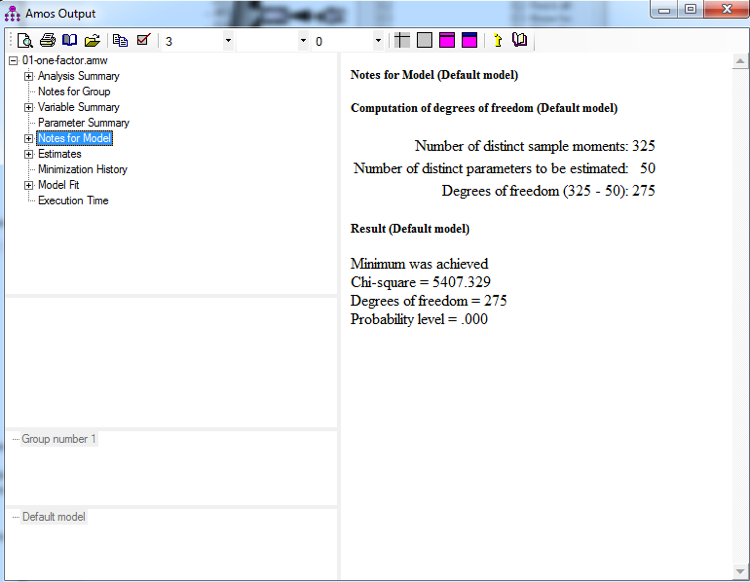 Amos Output
3
0
01-one-factor.amw
Analysis Summary
Notes for Group
Variable Summary
Parameter Summary
Notes for Model
Estimates
Minimization History
Model Fit
Execution Time
Group number 1
Default model
Notes for Model (Default model)
Computation of degrees of freedom (Default model)
Number of distinct sample moments: 325
Number of distinct parameters to be estimated: 50
Degrees of freedom (325 - 50): 275
Result (Default model)
Minimum was achieved
Chi-square = 5407.329
Degrees of freedom = 275
Probability level = .000